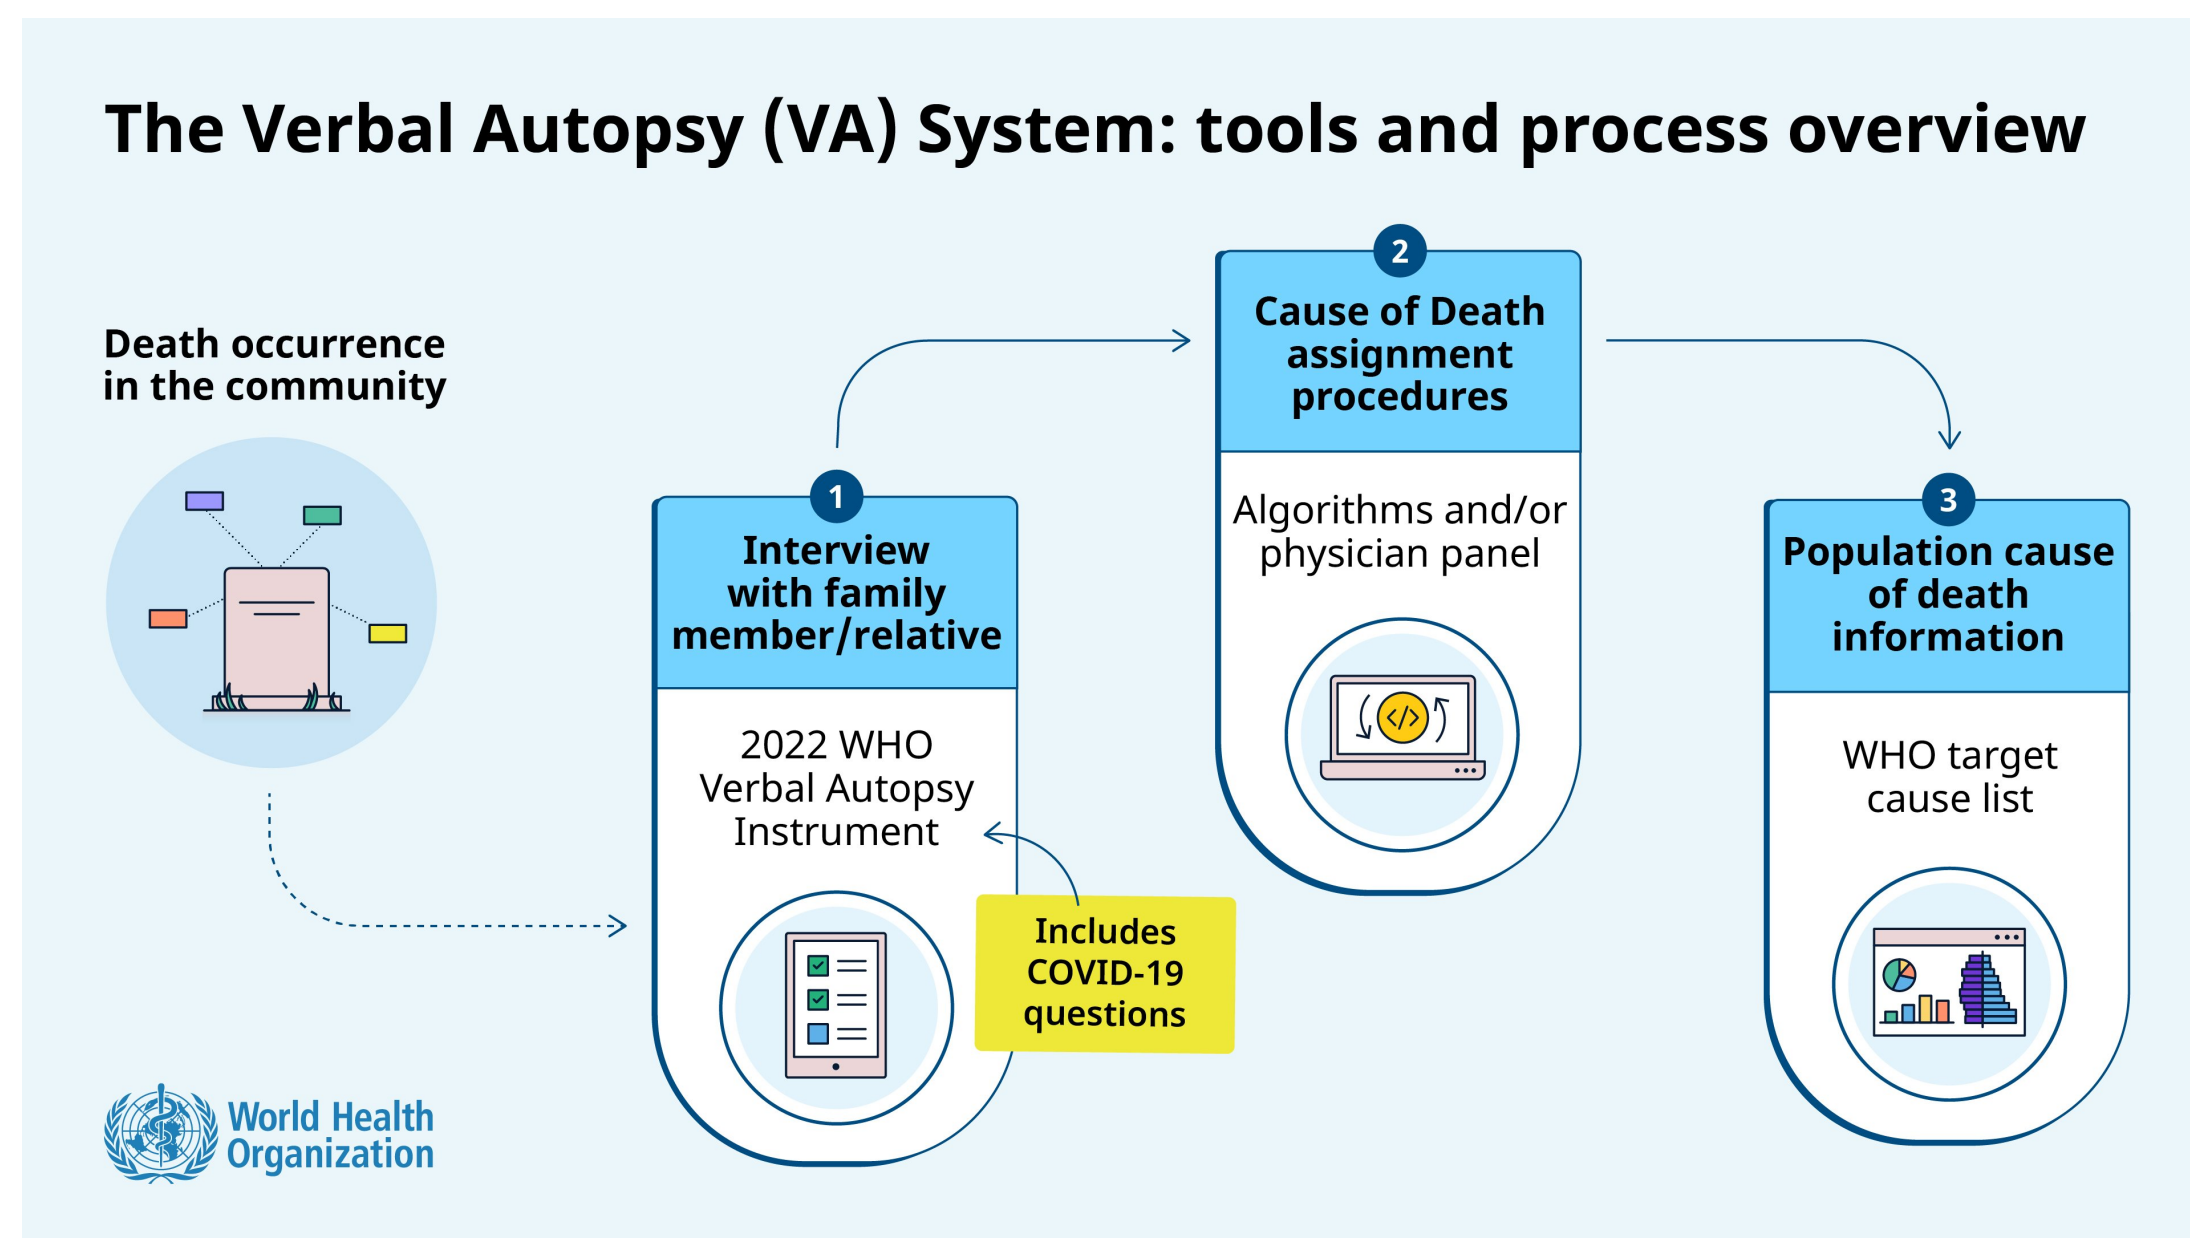 The Verbal Autopsy (VA) System: tools and process overview
Death occurrence
in the community
1
Interview
with family
member/relative
2022 WHO
Verbal Autopsy
Instrument
Includes
COVID-19
questions
2
Cause of Death
assignment
procedures
Algorithms and/or
physician panel
</>
3
Population cause
of death
information
WHO target
cause list
World Health
Organization